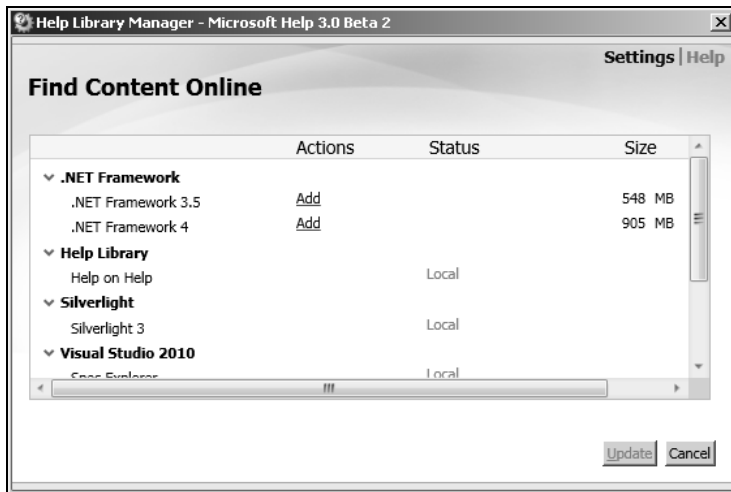 Help Library Manager - Microsoft Help 3.0 Beta 2
Settings | Help
Find Content Online
Actions Status Size
.NET Framework
.NET Framework 3.5 Add 548 MB
.NET Framework 4 Add 905 MB
Help Library
Help on Help Local
Silverlight
Silverlight 3 Local
Visual Studio 2010
Spec Explorer Local
Update Cancel